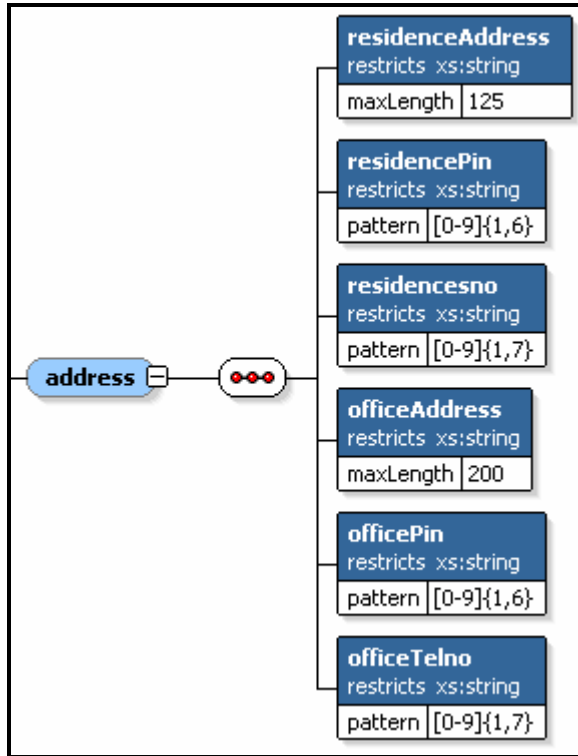 residenceAddress
restricts xs:string
maxLength 125
residencePin
restricts xs:string
pattern [0-9]{1,6}
residencesno
restricts xs:string
pattern [0-9]{1,7}
address
officeAddress
restricts xs:string
maxLength 200
officePin
restricts xs:string
pattern [0-9]{1,6}
officeTelno
restricts xs:string
pattern [0-9]{1,7}